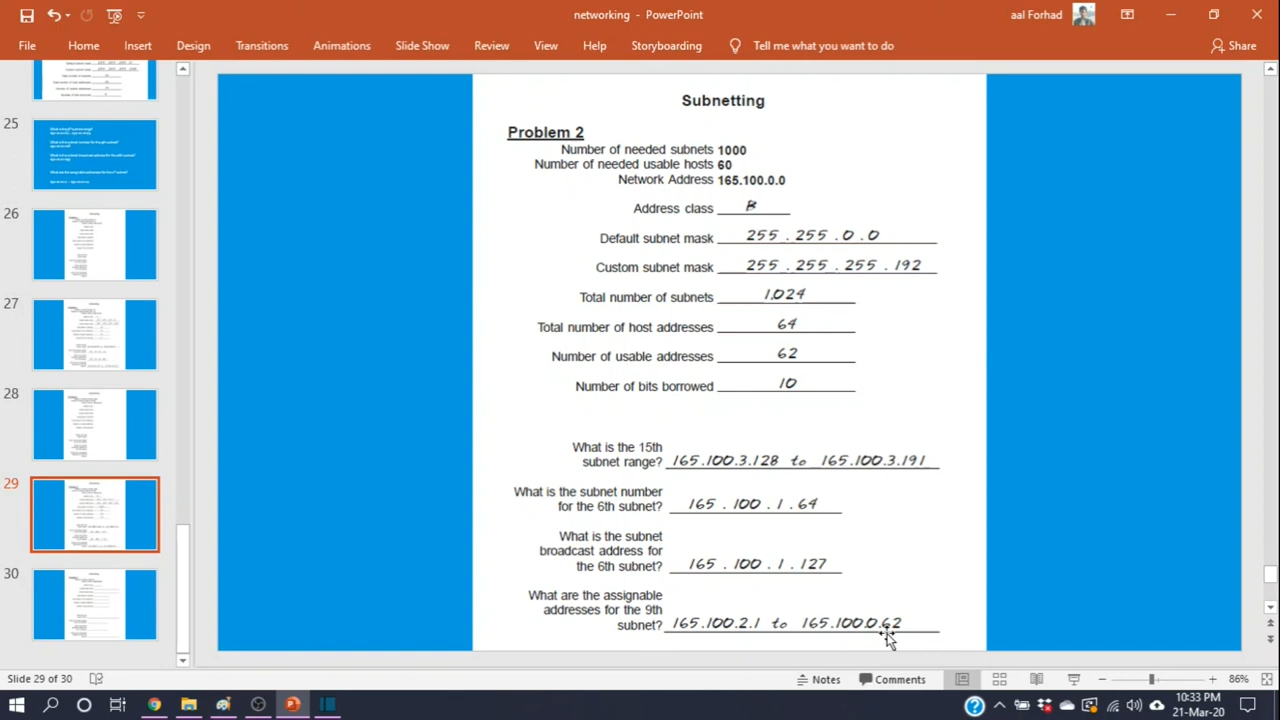 networking - PowerPoint
aal Forhad
File Home Insert Design Transitions Animations Slide Show Review View Help Storyboarding Tell me what you want to do Share
25
26
27
28
29
30
Subnetting
Problem 2
Number of needed subnets 1000
Number of needed usable hosts 60
Network Address 165.100.0.0
Address class B
Default subnet mask 255 . 255 . 0 . 0
Custom subnet mask 255 . 255 . 255 . 192
Total number of subnets 1,024
Total number of host addresses 64
Number of usable addresses 62
Number of bits borrowed 10
What is the 15th
subnet range? 165.100.3.128 to 165.100.3.191
What is the subnet number
for the 6th subnet? 165 . 100 . 1 . 64
What is the subnet
broadcast address for
the 6th subnet? 165 . 100 . 1 . 127
What are the assignable
addresses for the 9th
subnet? 165.100.2.1 to 165.100.0.62
Slide 29 of 30
Notes
Comments
86%
10:33 PM
21-Mar-20